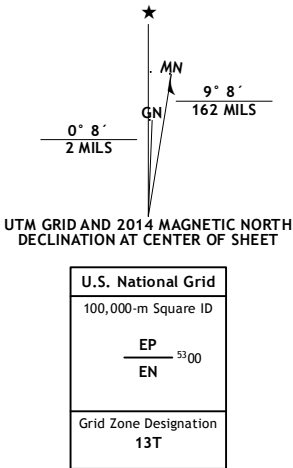 ★
MN
GN
9° 8´
162 MILS
0° 8´
2 MILS
UTM GRID AND 2014 MAGNETIC NORTH
DECLINATION AT CENTER OF SHEET
U.S. National Grid
100,000-m Square ID
EP
5300
EN
Grid Zone Designation
13T